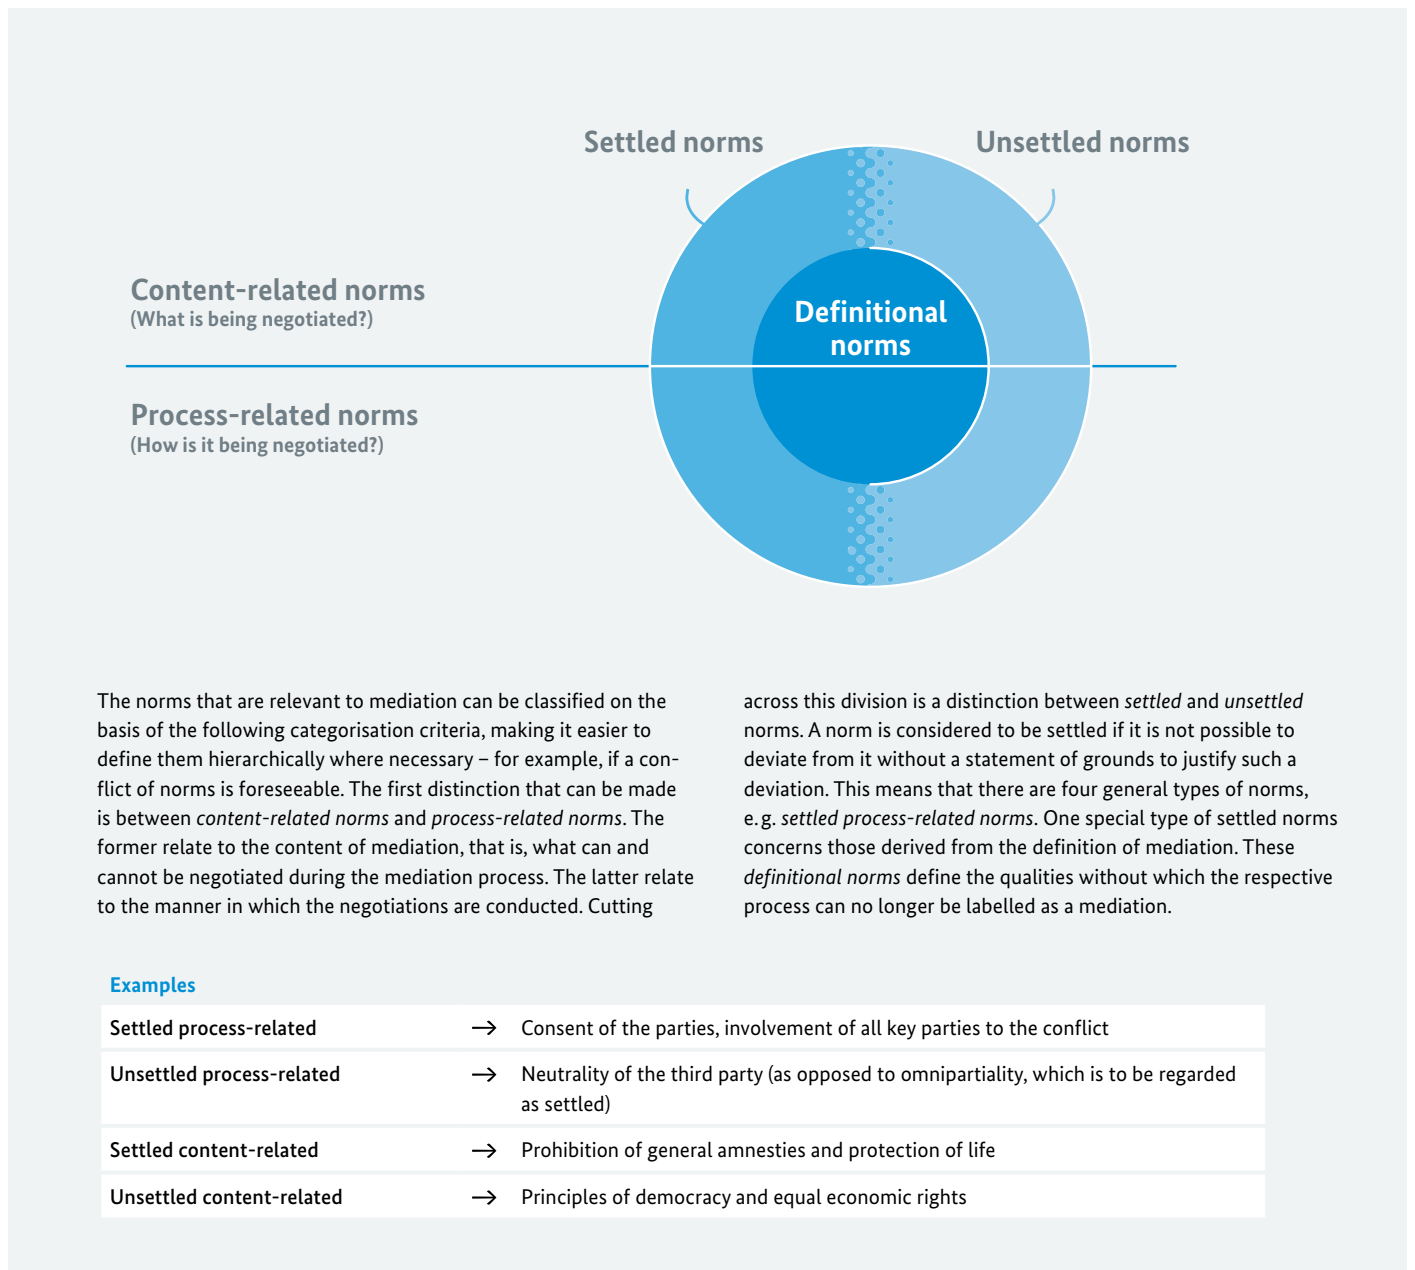 Settled norms
Unsettled norms
Content-related norms
(What is being negotiated?)
Definitional
norms
Process-related norms
(How is it being negotiated?)
The norms that are relevant to mediation can be classified on the
basis of the following categorisation criteria, making it easier to
define them hierarchically where necessary – for example, if a con-
flict of norms is foreseeable. The first distinction that can be made
is between content-related norms and process-related norms. The
former relate to the content of mediation, that is, what can and
cannot be negotiated during the mediation process. The latter relate
to the manner in which the negotiations are conducted. Cutting
across this division is a distinction between settled and unsettled
norms. A norm is considered to be settled if it is not possible to
deviate from it without a statement of grounds to justify such a
deviation. This means that there are four general types of norms,
e. g. settled process-related norms. One special type of settled norms
concerns those derived from the definition of mediation. These
definitional norms define the qualities without which the respective
process can no longer be labelled as a mediation.
Examples
Settled process-related → Consent of the parties, involvement of all key parties to the conflict
Unsettled process-related → Neutrality of the third party (as opposed to omnipartiality, which is to be regarded
as settled)
Settled content-related → Prohibition of general amnesties and protection of life
Unsettled content-related → Principles of democracy and equal economic rights